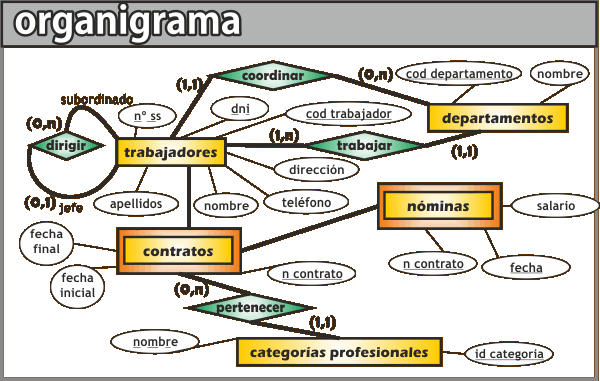 organigrama
coordinar
(1,1)
(0,n)
cod departamento
nombre
subordinado
nº ss
dni
cod trabajador
departamentos
(0,n)
dirigir
trabajadores
(1,n)
trabajar
(1,1)
dirección
(0,1)
jefe
apellidos
nombre
teléfono
nóminas
salario
fecha
final
contratos
n contrato
fecha
fecha
inicial
n contrato
(0,n)
pertenecer
(1,1)
nombre
categorías profesionales
id categoria